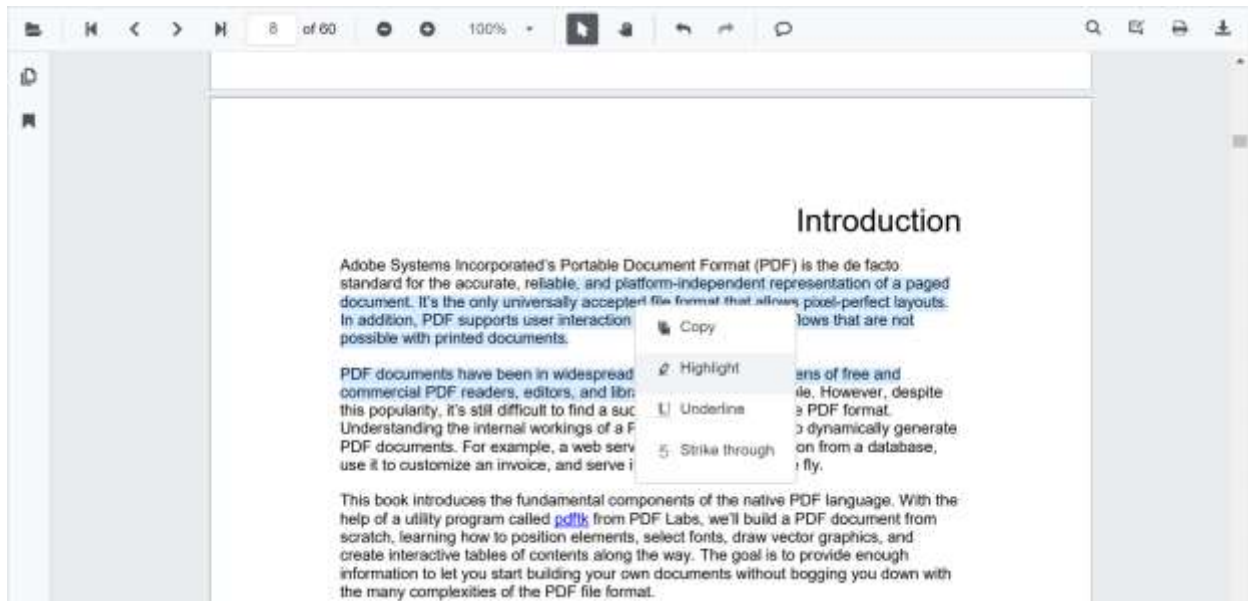 8 of 60 100%
Introduction
Adobe Systems Incorporated's Portable Document Format (PDF) is the de facto
standard for the accurate, reliable, and platform-independent representation of a paged
document. It's the only universally accepted file format that allows pixel-perfect layouts.
In addition, PDF supports user interaction lows that are not
possible with printed documents.
Copy
PDF documents have been in widespread ens of free and
Highlight
commercial PDF readers, editors, and libra le. However, despite
this popularity, it's still difficult to find a suc e PDF format.
Underline
Understanding the internal workings of a P o dynamically generate
PDF documents. For example, a web serv on from a database,
Strike through
use it to customize an invoice, and serve i fly.
This book introduces the fundamental components of the native PDF language. With the
help of a utility program called pdftk from PDF Labs, we'll build a PDF document from
scratch, learning how to position elements, select fonts, draw vector graphics, and
create interactive tables of contents along the way. The goal is to provide enough
information to let you start building your own documents without bogging you down with
the many complexities of the PDF file format.